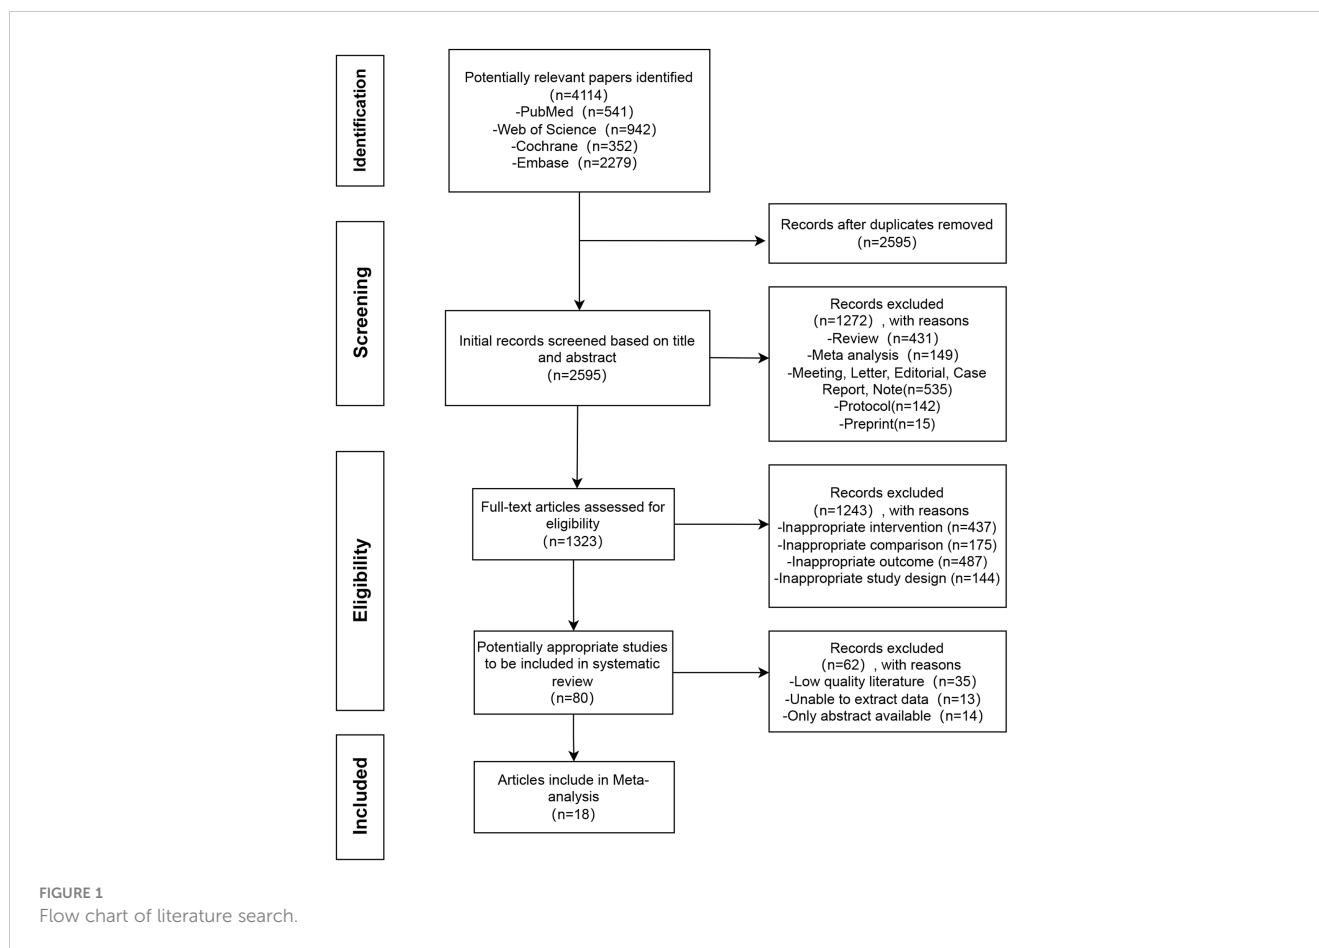 Identification
Potentially relevant papers identified
(n=4114)
-PubMed (n=541)
-Web of Science (n=942)
-Cochrane (n=352)
-Embase (n=2279)
Screening
Records after duplicates removed
(n=2595)
Initial records screened based on title
and abstract
(n=2595)
Records excluded
(n=1272) , with reasons
-Review (n=431)
-Meta analysis (n=149)
-Meeting, Letter, Editorial, Case
Report, Note(n=535)
-Protocol(n=142)
-Preprint(n=15)
Eligibility
Full-text articles assessed for
eligibility
(n=1323)
Records excluded
(n=1243) , with reasons
-Inappropriate intervention (n=437)
-Inappropriate comparison (n=175)
-Inappropriate outcome (n=487)
-Inappropriate study design (n=144)
Potentially appropriate studies
to be included in systematic
review
(n=80)
Records excluded
(n=62) , with reasons
-Low quality literature (n=35)
-Unable to extract data (n=13)
-Only abstract available (n=14)
Included
Articles include in Meta-
analysis
(n=18)
FIGURE 1
Flow chart of literature search.